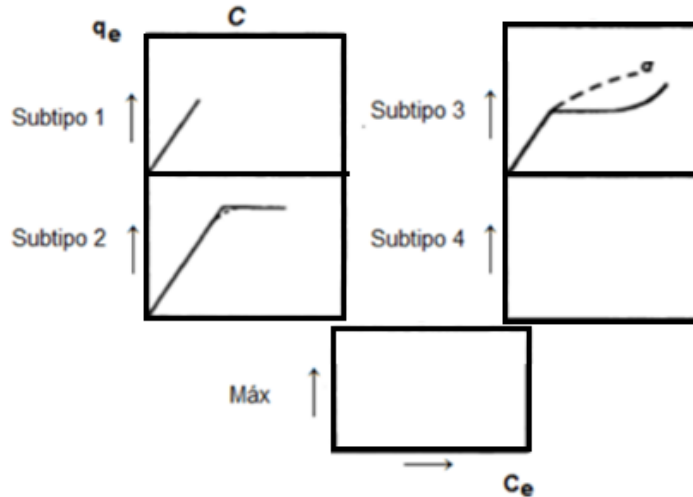 qe
C
Subtipo 1
Subtipo 2
Subtipo 3
σ
Subtipo 4
Máx
Ce